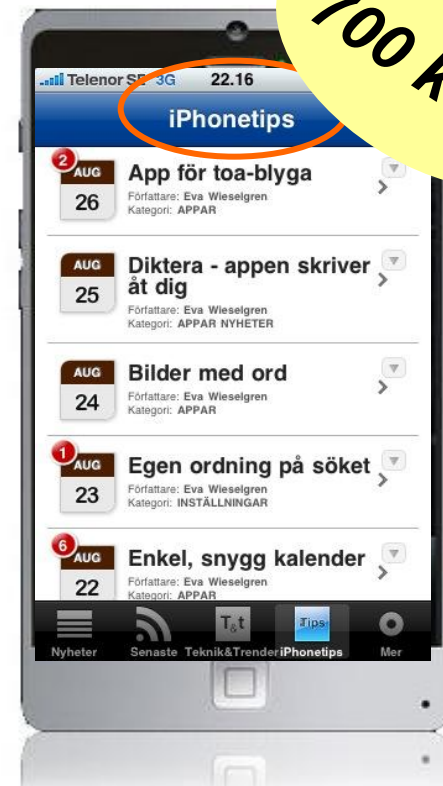 700 k
Telenor SE 3G 22.16
iPhonetips
2
AUG
26
App för toa-blyga
Författare: Eva Wieselgren
Kategori: APPAR
AUG
25
Diktera - appen skriver
åt dig
Författare: Eva Wieselgren
Kategori: APPAR NYHETER
AUG
24
Bilder med ord
Författare: Eva Wieselgren
Kategori: APPAR
1
AUG
23
Egen ordning på söket
Författare: Eva Wieselgren
Kategori: INSTÄLLNINGAR
6
AUG
22
Enkel, snygg kalender
Författare: Eva Wieselgren
Kategori: APPAR
T&t
Tips
Nyheter Senaste Teknik&Trender iPhonetips Mer